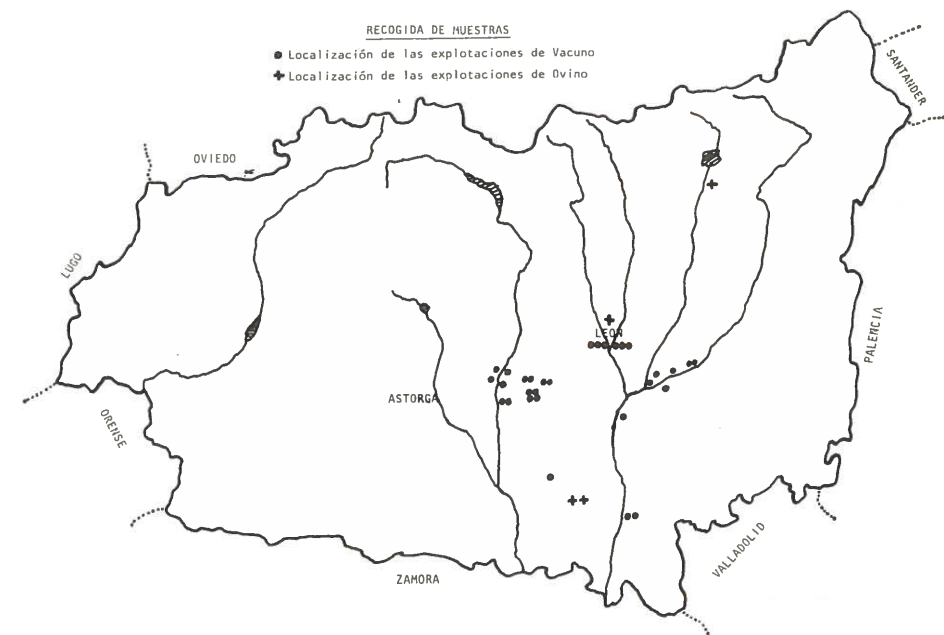 RECOGIDA DE MUESTRAS
Localización de las explotaciones de Vacuno
Localización de las explotaciones de Ovino
SANTANDER
OVIEDO
LUGO
LEON
PALENCIA
ASTORGA
ORENSE
VALLADOLID
ZAMORA